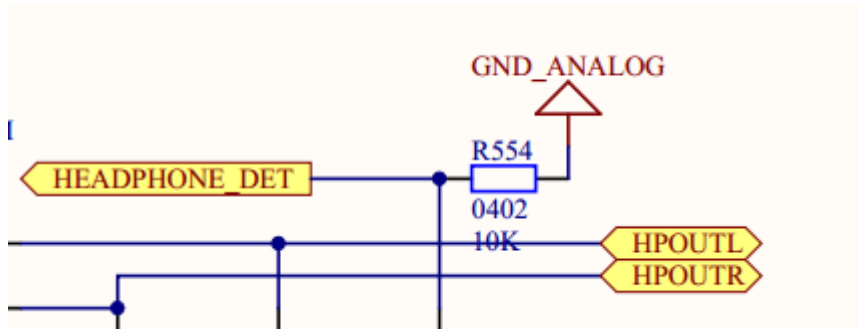 GND_ANALOG
R554
HEADPHONE_DET
0402
10K
HPOUTL
HPOUTR